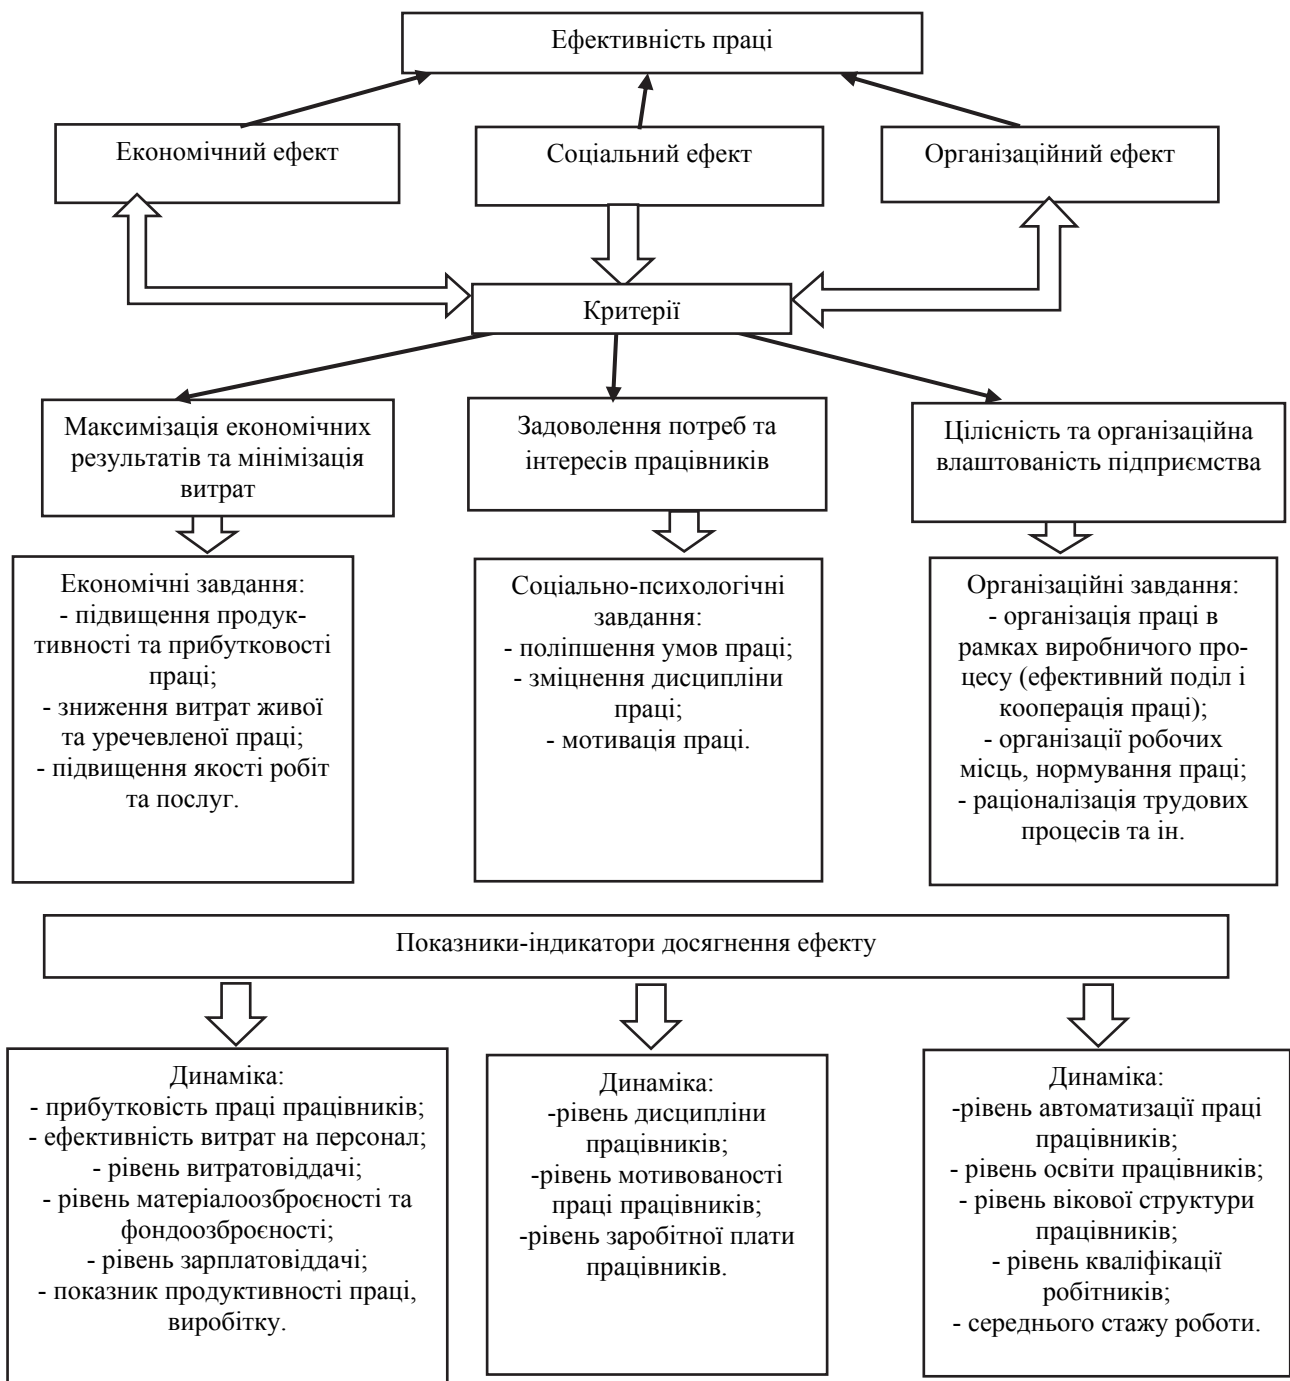 Ефективність праці
Економічний ефект
Соціальний ефект
Організаційний ефект
Критерії
Максимізація економічних
результатів та мінімізація
витрат
Задоволення потреб та
інтересів працівників
Цілісність та організаційна
влаштованість підприємства
Економічні завдання:
- підвищення продук-
тивності та прибутковості
праці;
- зниження витрат живої
та уречевленої праці;
- підвищення якості робіт
та послуг.
Соціально-психологічні
завдання:
- поліпшення умов праці;
- зміцнення дисципліни
праці;
- мотивація праці.
Організаційні завдання:
- організація праці в
рамках виробничого про-
цесу (ефективний поділ і
кооперація праці);
- організації робочих
місць, нормування праці;
- раціоналізація трудових
процесів та ін.
Показники-індикатори досягнення ефекту
Динаміка:
- прибутковість праці працівників;
- ефективність витрат на персонал;
- рівень витратовіддачі;
- рівень матеріалоозброєності та
фондоозброєності;
- рівень зарплатовіддачі;
- показник продуктивності праці,
виробітку.
Динаміка:
-рівень дисципліни
працівників;
-рівень мотивованості
праці працівників;
-рівень заробітної плати
працівників.
Динаміка:
-рівень автоматизації праці
працівників;
- рівень освіти працівників;
- рівень вікової структури
працівників;
- рівень кваліфікації
робітників;
- середнього стажу роботи.